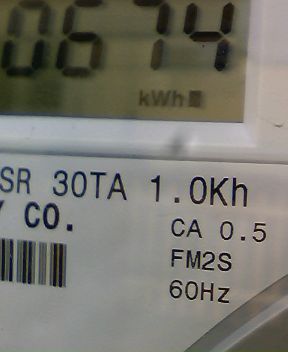 0674
kWh
SR 30TA 1.0Kh
Y CO.
CA 0.5
FM2S
60Hz